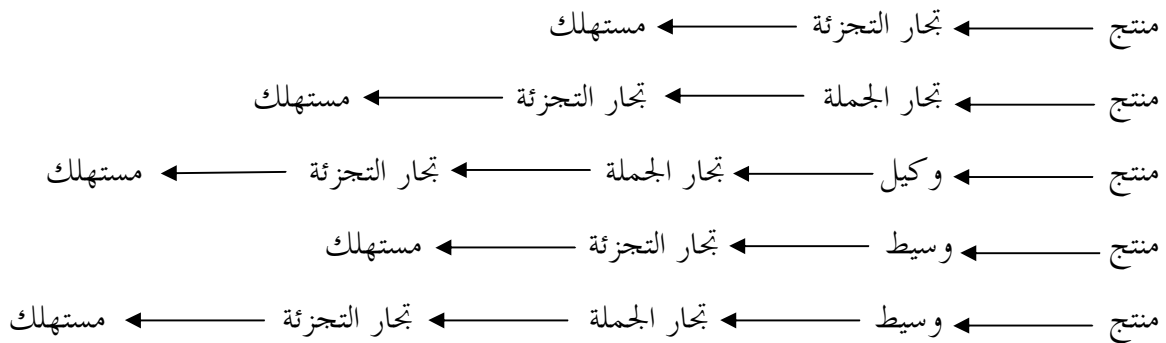 منتج ← تجار التجزئة ← مستهلك
منتج ← تجار الجملة ← تجار التجزئة ← مستهلك
منتج ← وكيل ← تجار الجملة ← تجار التجزئة ← مستهلك
منتج ← وسيط ← تجار التجزئة ← مستهلك
منتج ← وسيط ← تجار الجملة ← تجار التجزئة ← مستهلك